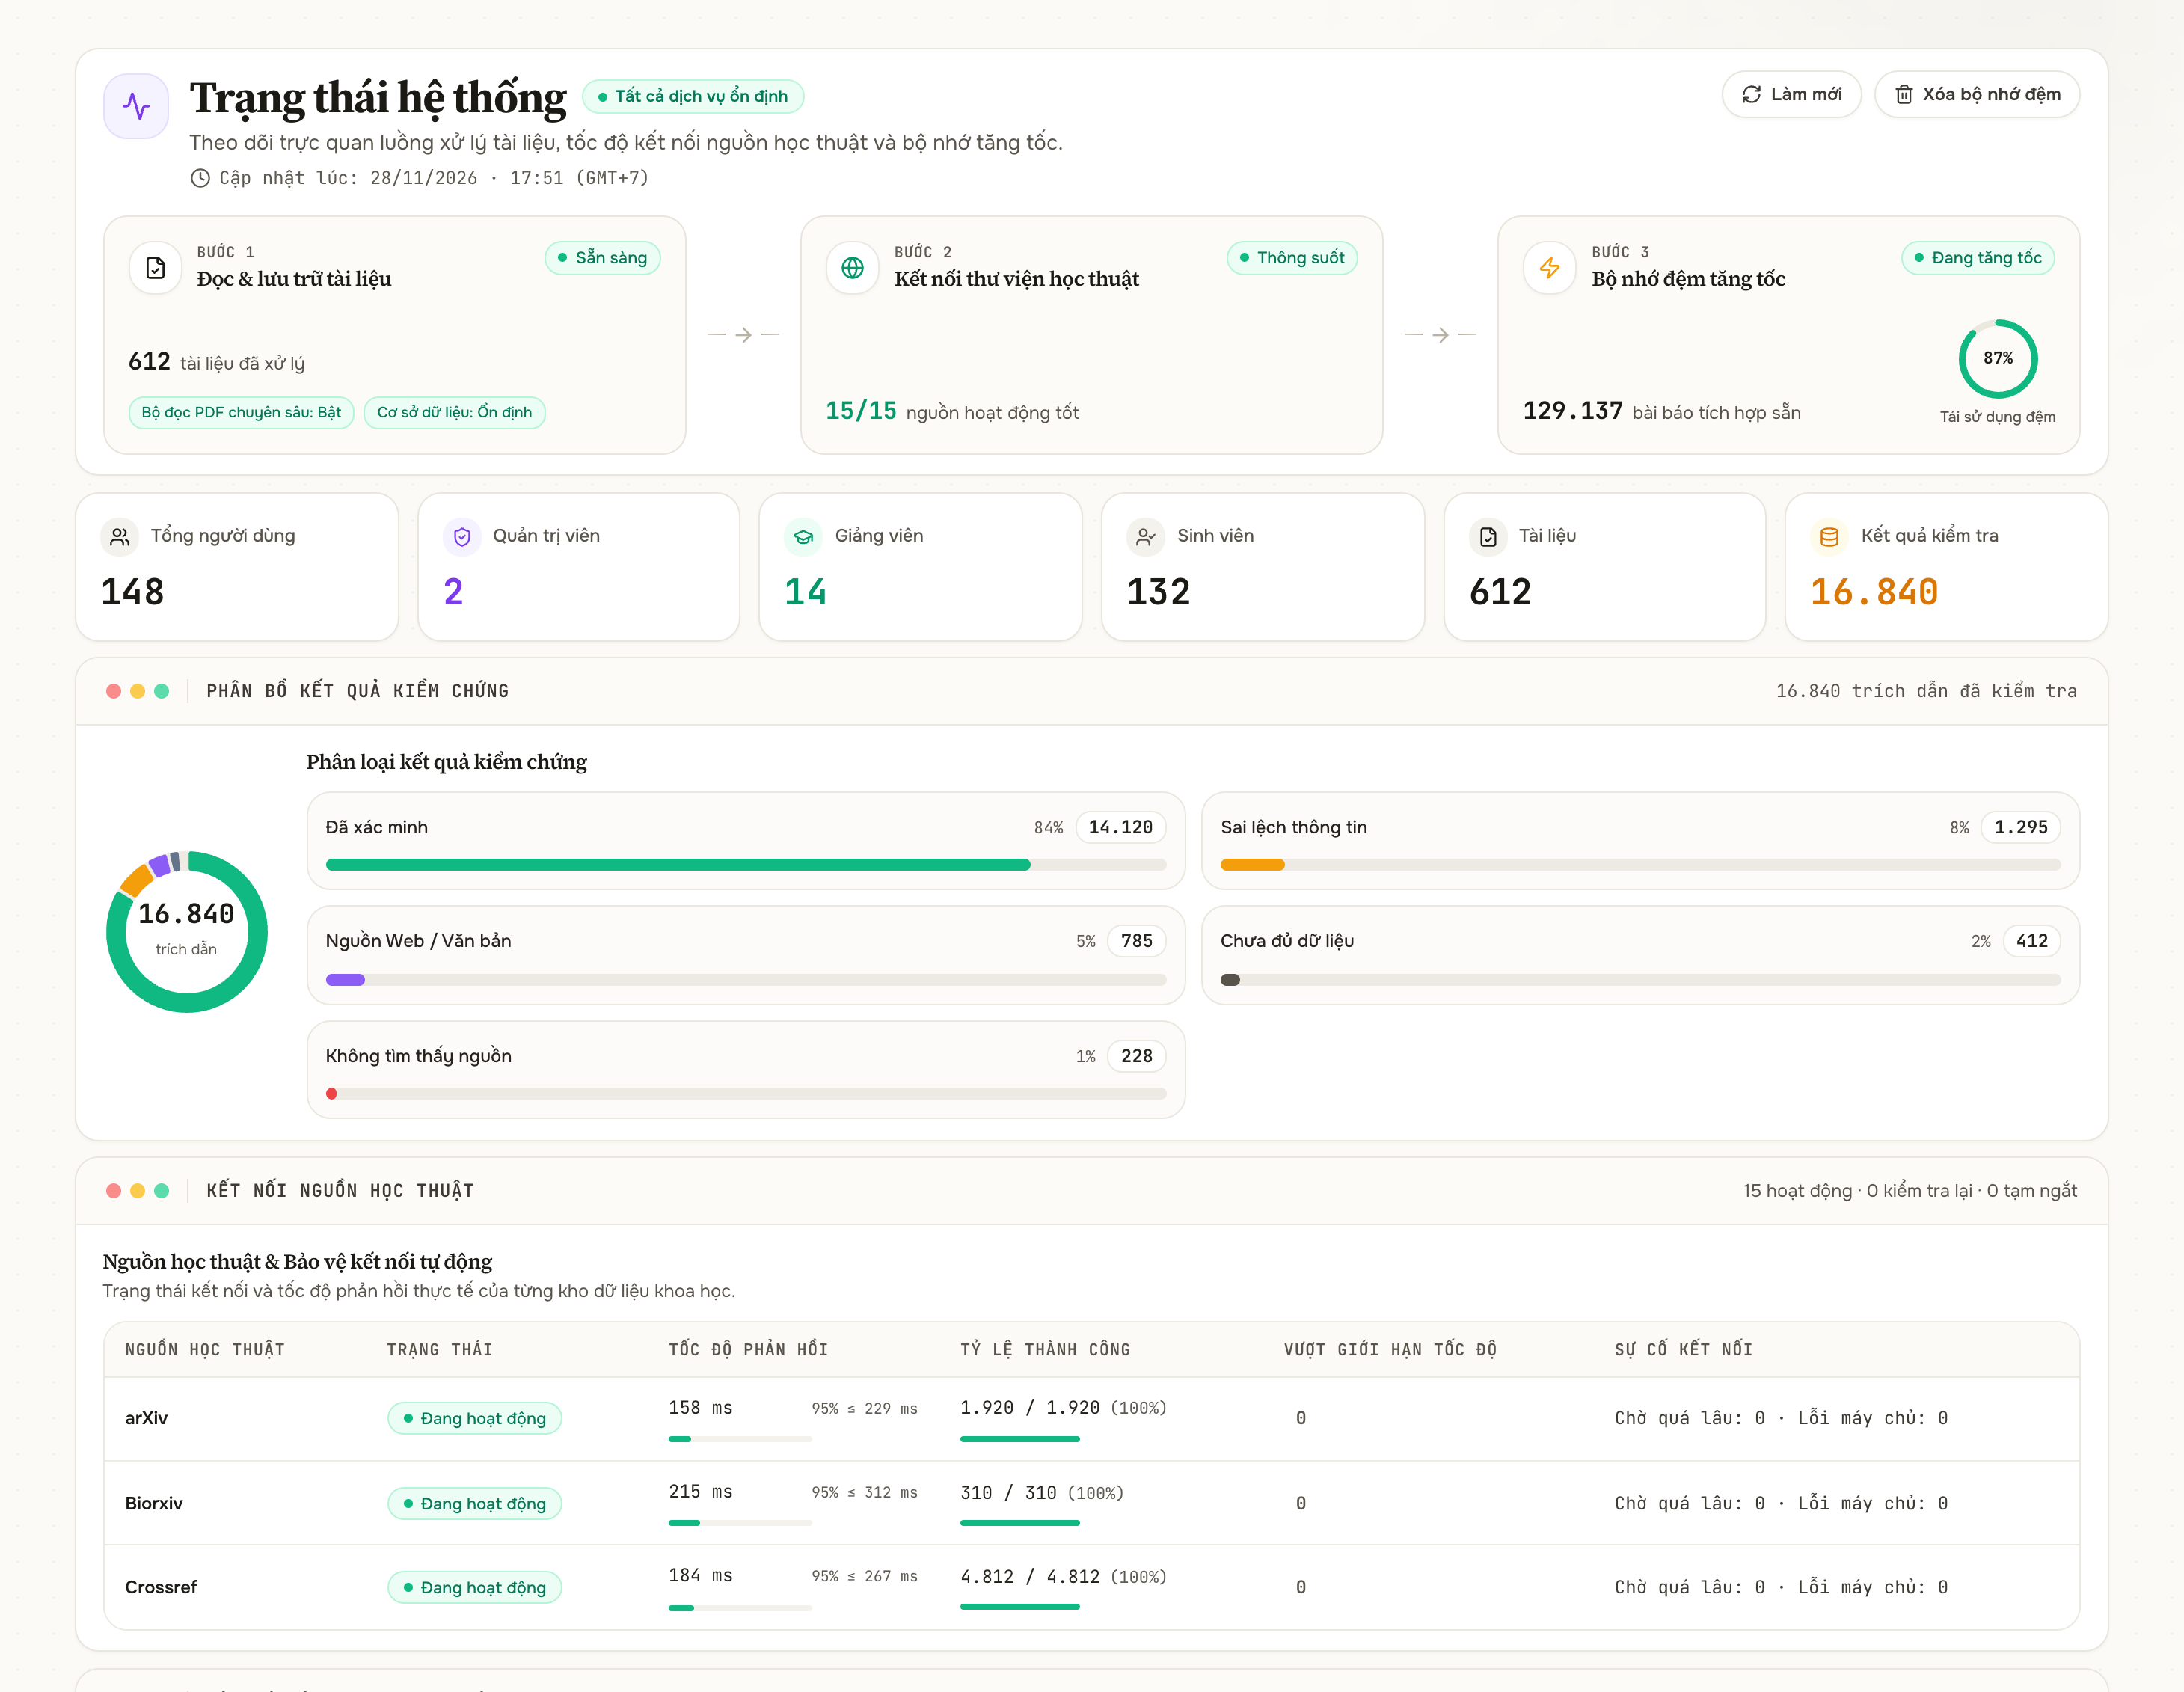 Trạng thái hệ thống
Tất cả dịch vụ ổn định
Làm mới
Xóa bộ nhớ đệm
Theo dõi trực quan luồng xử lý tài liệu, tốc độ kết nối nguồn học thuật và bộ nhớ tăng tốc.
Cập nhật lúc: 28/11/2026 · 17:51 (GMT+7)
BƯỚC 1
Đọc & lưu trữ tài liệu
Sẵn sàng
612 tài liệu đã xử lý
Bộ đọc PDF chuyên sâu: Bật
Cơ sở dữ liệu: Ổn định
BƯỚC 2
Kết nối thư viện học thuật
Thông suốt
15/15 nguồn hoạt động tốt
BƯỚC 3
Bộ nhớ đệm tăng tốc
Đang tăng tốc
87%
129.137 bài báo tích hợp sẵn
Tái sử dụng đệm
Tổng người dùng
148
Quản trị viên
2
Giảng viên
14
Sinh viên
132
Tài liệu
612
Kết quả kiểm tra
16.840
PHÂN BỔ KẾT QUẢ KIỂM CHỨNG
16.840 trích dẫn đã kiểm tra
16.840
trích dẫn
Phân loại kết quả kiểm chứng
Đã xác minh 84% 14.120
Sai lệch thông tin 8% 1.295
Nguồn Web / Văn bản 5% 785
Chưa đủ dữ liệu 2% 412
Không tìm thấy nguồn 1% 228
KẾT NỐI NGUỒN HỌC THUẬT
15 hoạt động · 0 kiểm tra lại · 0 tạm ngắt
Nguồn học thuật & Bảo vệ kết nối tự động
Trạng thái kết nối và tốc độ phản hồi thực tế của từng kho dữ liệu khoa học.
NGUỒN HỌC THUẬT TRẠNG THÁI TỐC ĐỘ PHẢN HỒI TỶ LỆ THÀNH CÔNG VƯỢT GIỚI HẠN TỐC ĐỘ SỰ CỐ KẾT NỐI
arXiv Đang hoạt động 158 ms 95% ≤ 229 ms 1.920 / 1.920 (100%) 0 Chờ quá lâu: 0 · Lỗi máy chủ: 0
Biorxiv Đang hoạt động 215 ms 95% ≤ 312 ms 310 / 310 (100%) 0 Chờ quá lâu: 0 · Lỗi máy chủ: 0
Crossref Đang hoạt động 184 ms 95% ≤ 267 ms 4.812 / 4.812 (100%) 0 Chờ quá lâu: 0 · Lỗi máy chủ: 0